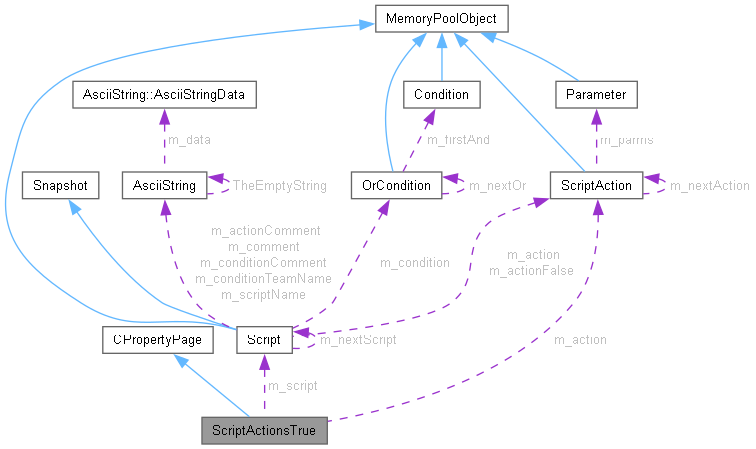 MemoryPoolObject
AsciiString::AsciiStringData
Condition
Parameter
m_data
m_firstAnd
m_parms
Snapshot
AsciiString
TheEmptyString
OrCondition
m_nextOr
ScriptAction
m_nextAction
m_actionComment
m_comment
m_conditionComment
m_conditionTeamName
m_scriptName
m_condition
m_action
m_actionFalse
CPropertyPage
Script
m_nextScript
m_action
m_script
ScriptActionsTrue